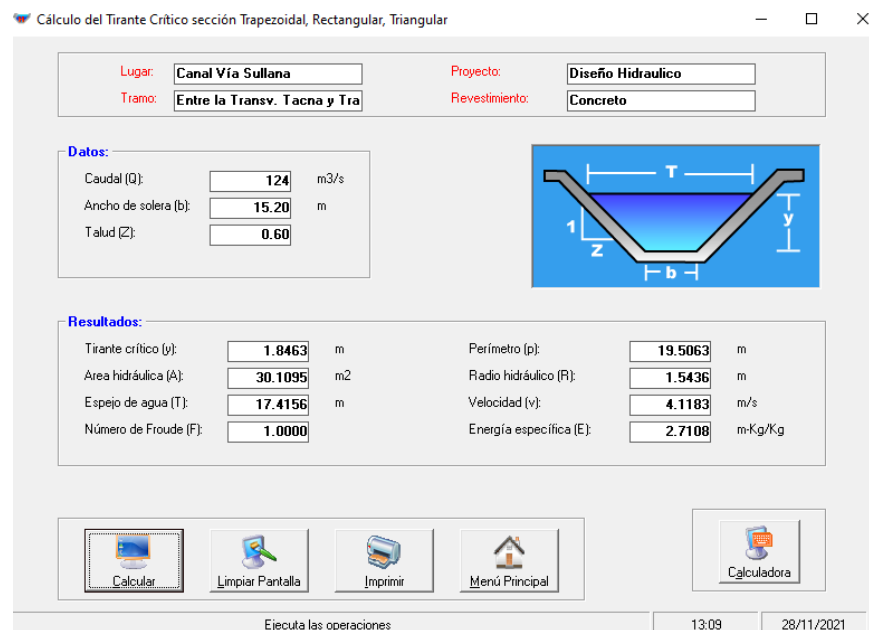 Cálculo del Tirante Crítico sección Trapezoidal, Rectangular, Triangular
Lugar: Canal Vía Sullana Proyecto: Diseño Hidraulico
Tramo: Entre la Transv. Tacna y Tra Revestimiento: Concreto
Datos:
Caudal (Q): 124 m3/s
Ancho de solera (b): 15.20 m
Talud (Z): 0.60
T
1
Z
y
b
Resultados:
Tirante crítico (y): 1.8463 m Perímetro (p): 19.5063 m
Area hidráulica (A): 30.1095 m2 Radio hidráulico (R): 1.5436 m
Espejo de agua (T): 17.4156 m Velocidad (v): 4.1183 m/s
Número de Froude (F): 1.0000 Energía específica (E): 2.7108 m-Kg/Kg
Calcular Limpiar Pantalla Imprimir Menú Principal Calculadora
Ejecuta las operaciones 13:09 28/11/2021